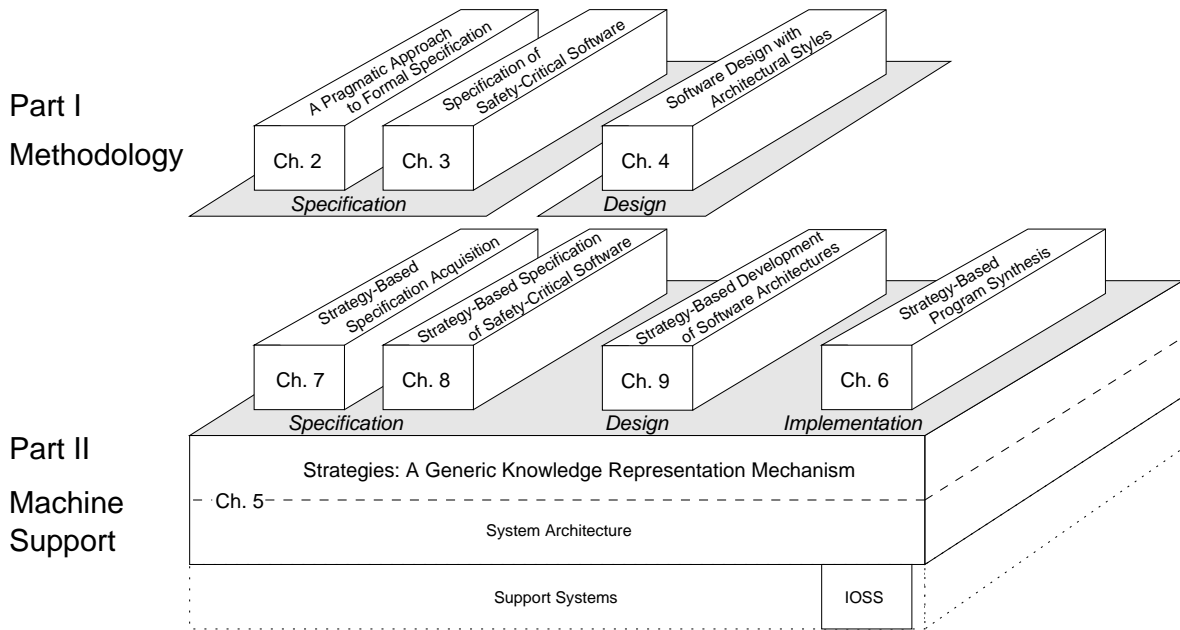 A Pragmatic Approach
to Formal Specification
Specification of
Safety-Critical Software
Software Design with
Architectural Styles
Part I
Methodology
Ch. 2
Ch. 3
Ch. 4
Specification
Design
Strategy-Based
Specification Acquisition
Strategy-Based Specification
of Safety-Critical Software
Strategy-Based Development
of Software Architectures
Strategy-Based
Program Synthesis
Ch. 7
Ch. 8
Ch. 9
Ch. 6
Specification
Design
Implementation
Part II
Machine
Support
Strategies: A Generic Knowledge Representation Mechanism
Ch. 5
System Architecture
Support Systems
IOSS